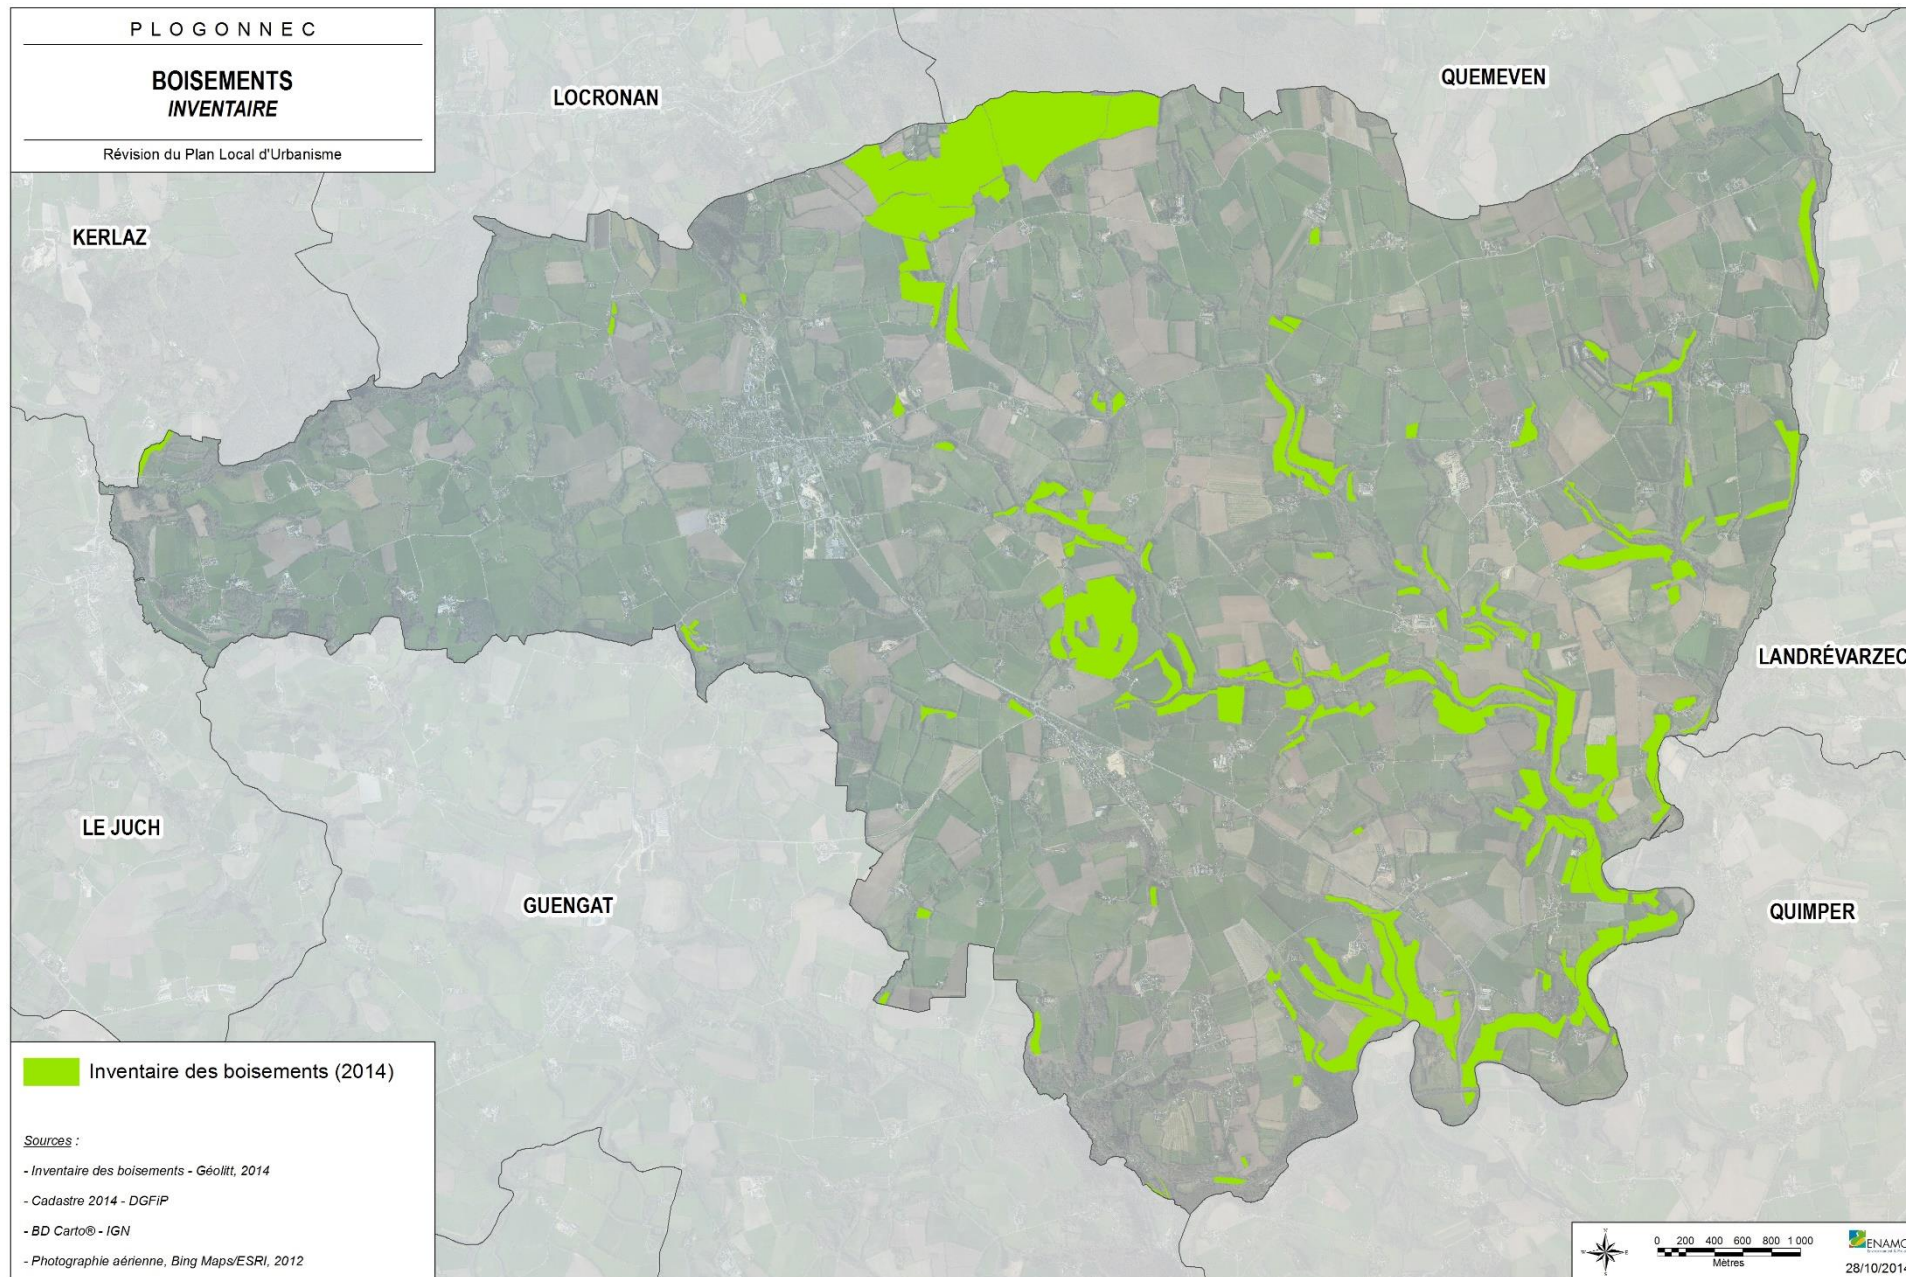 PLOGONNEC
BOISEMENTS
INVENTAIRE
Révision du Plan Local d'Urbanisme
LOCRONAN
QUEMEVEN
KERLAZ
LANDRÉVARZEC
LE JUCH
GUENGAT
QUIMPER
Inventaire des boisements (2014)
Sources :
- Inventaire des boisements - Géolitt, 2014
- Cadastre 2014 - DGFiP
- BD Carto® - IGN
- Photographie aérienne, Bing Maps/ESRI, 2012
N
W E
S
0 200 400 600 800 1 000
Mètres
ENAMO
28/10/2014